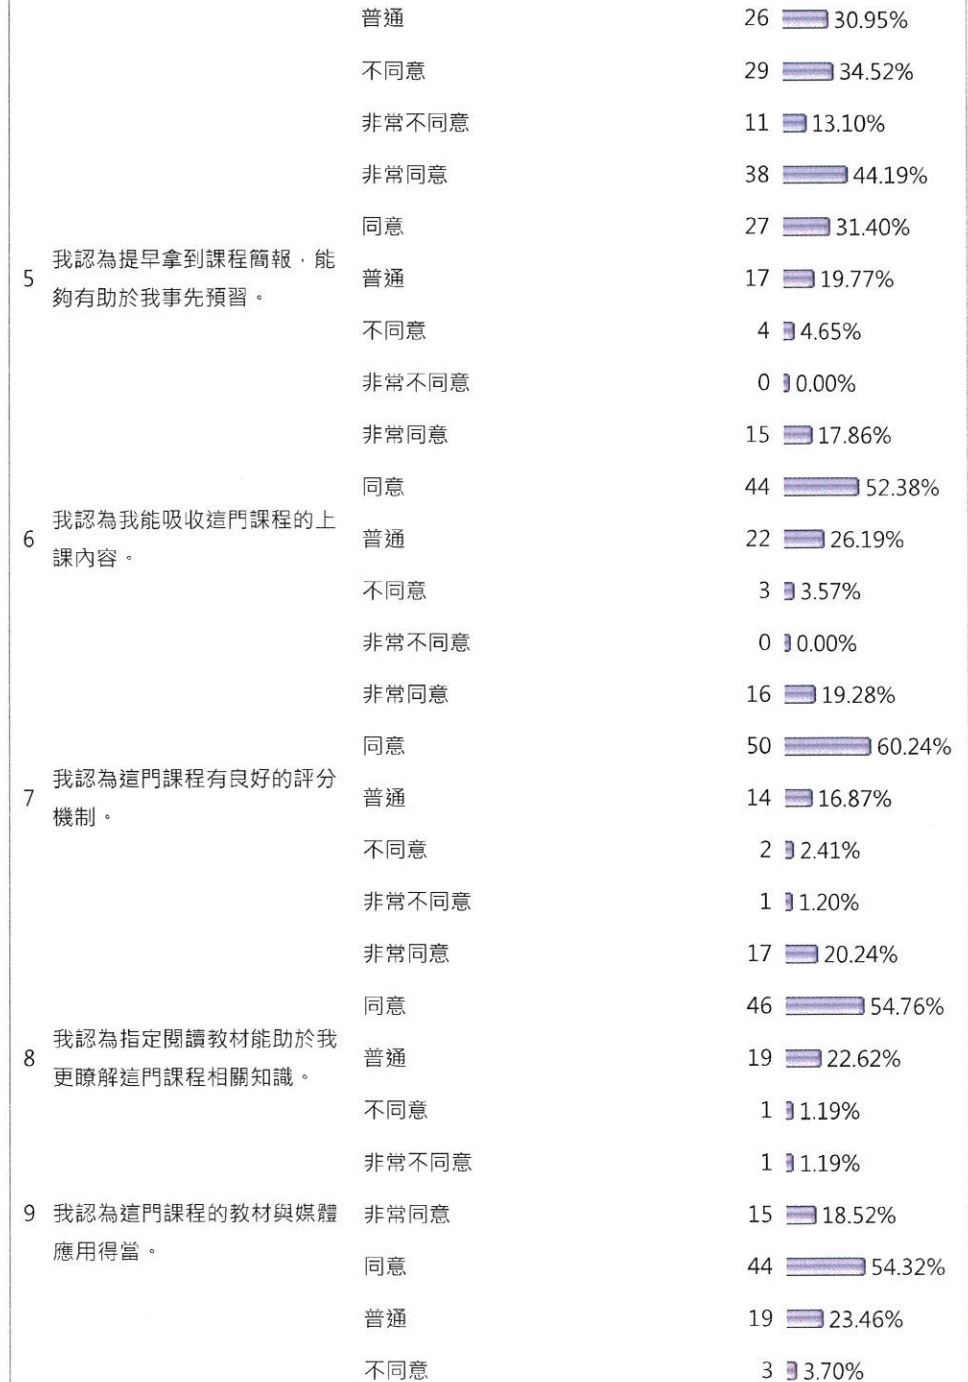 普通 26 30.95%
不同意 29 34.52%
非常不同意 11 13.10%
非常同意 38 44.19%
同意 27 31.40%
5 我認為提早拿到課程簡報，能
夠有助於我事先預習。
普通 17 19.77%
不同意 4 4.65%
非常不同意 0 0.00%
非常同意 15 17.86%
同意 44 52.38%
6 我認為我能吸收這門課程的上
課內容。
普通 22 26.19%
不同意 3 3.57%
非常不同意 0 0.00%
非常同意 16 19.28%
同意 50 60.24%
7 我認為這門課程有良好的評分
機制。
普通 14 16.87%
不同意 2 2.41%
非常不同意 1 1.20%
非常同意 17 20.24%
同意 46 54.76%
8 我認為指定閱讀教材能助於我
更瞭解這門課程相關知識。
普通 19 22.62%
不同意 1 1.19%
非常不同意 1 1.19%
9 我認為這門課程的教材與媒體
應用得當。
非常同意 15 18.52%
同意 44 54.32%
普通 19 23.46%
不同意 3 3.70%